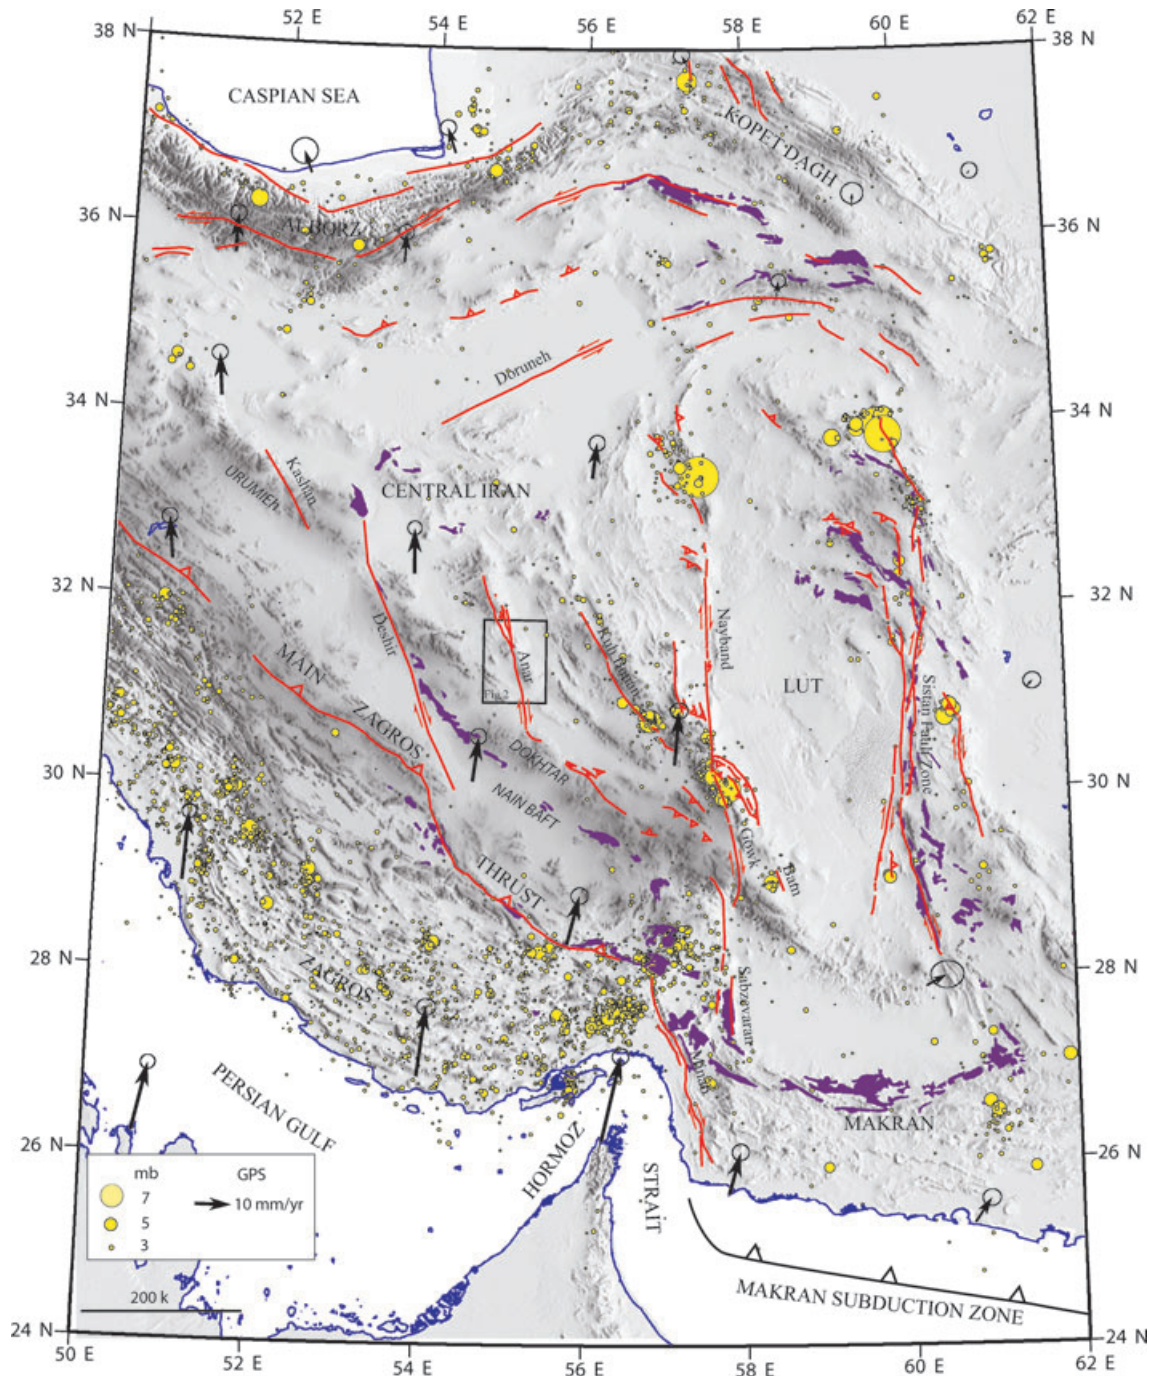 52 E
54 E
56 E
58 E
60 E
62 E
38 N
38 N
CASPIAN SEA
KOPET DAGH
36 N
ALBORZ
36 N
Doruneh
34 N
34 N
Kashan
URUMIEH
CENTRAL IRAN
32 N
32 N
Deshir
Anar
Fig.2
Kuh Banan
Nayband
LUT
Sistan Fault Zone
MAIN
ZAGROS
THRUST
30 N
DOKHTAR
NAIN BAFT
30 N
Gowk
Bam
28 N
ZAGROS
28 N
Sabzevaran
Minab
PERSIAN GULF
MAKRAN
26 N
26 N
HORMOZ
STRAIT
mb
GPS
7
10 mm/yr
5
3
200 k
MAKRAN SUBDUCTION ZONE
24 N
24 N
50 E
52 E
54 E
56 E
58 E
60 E
62 E